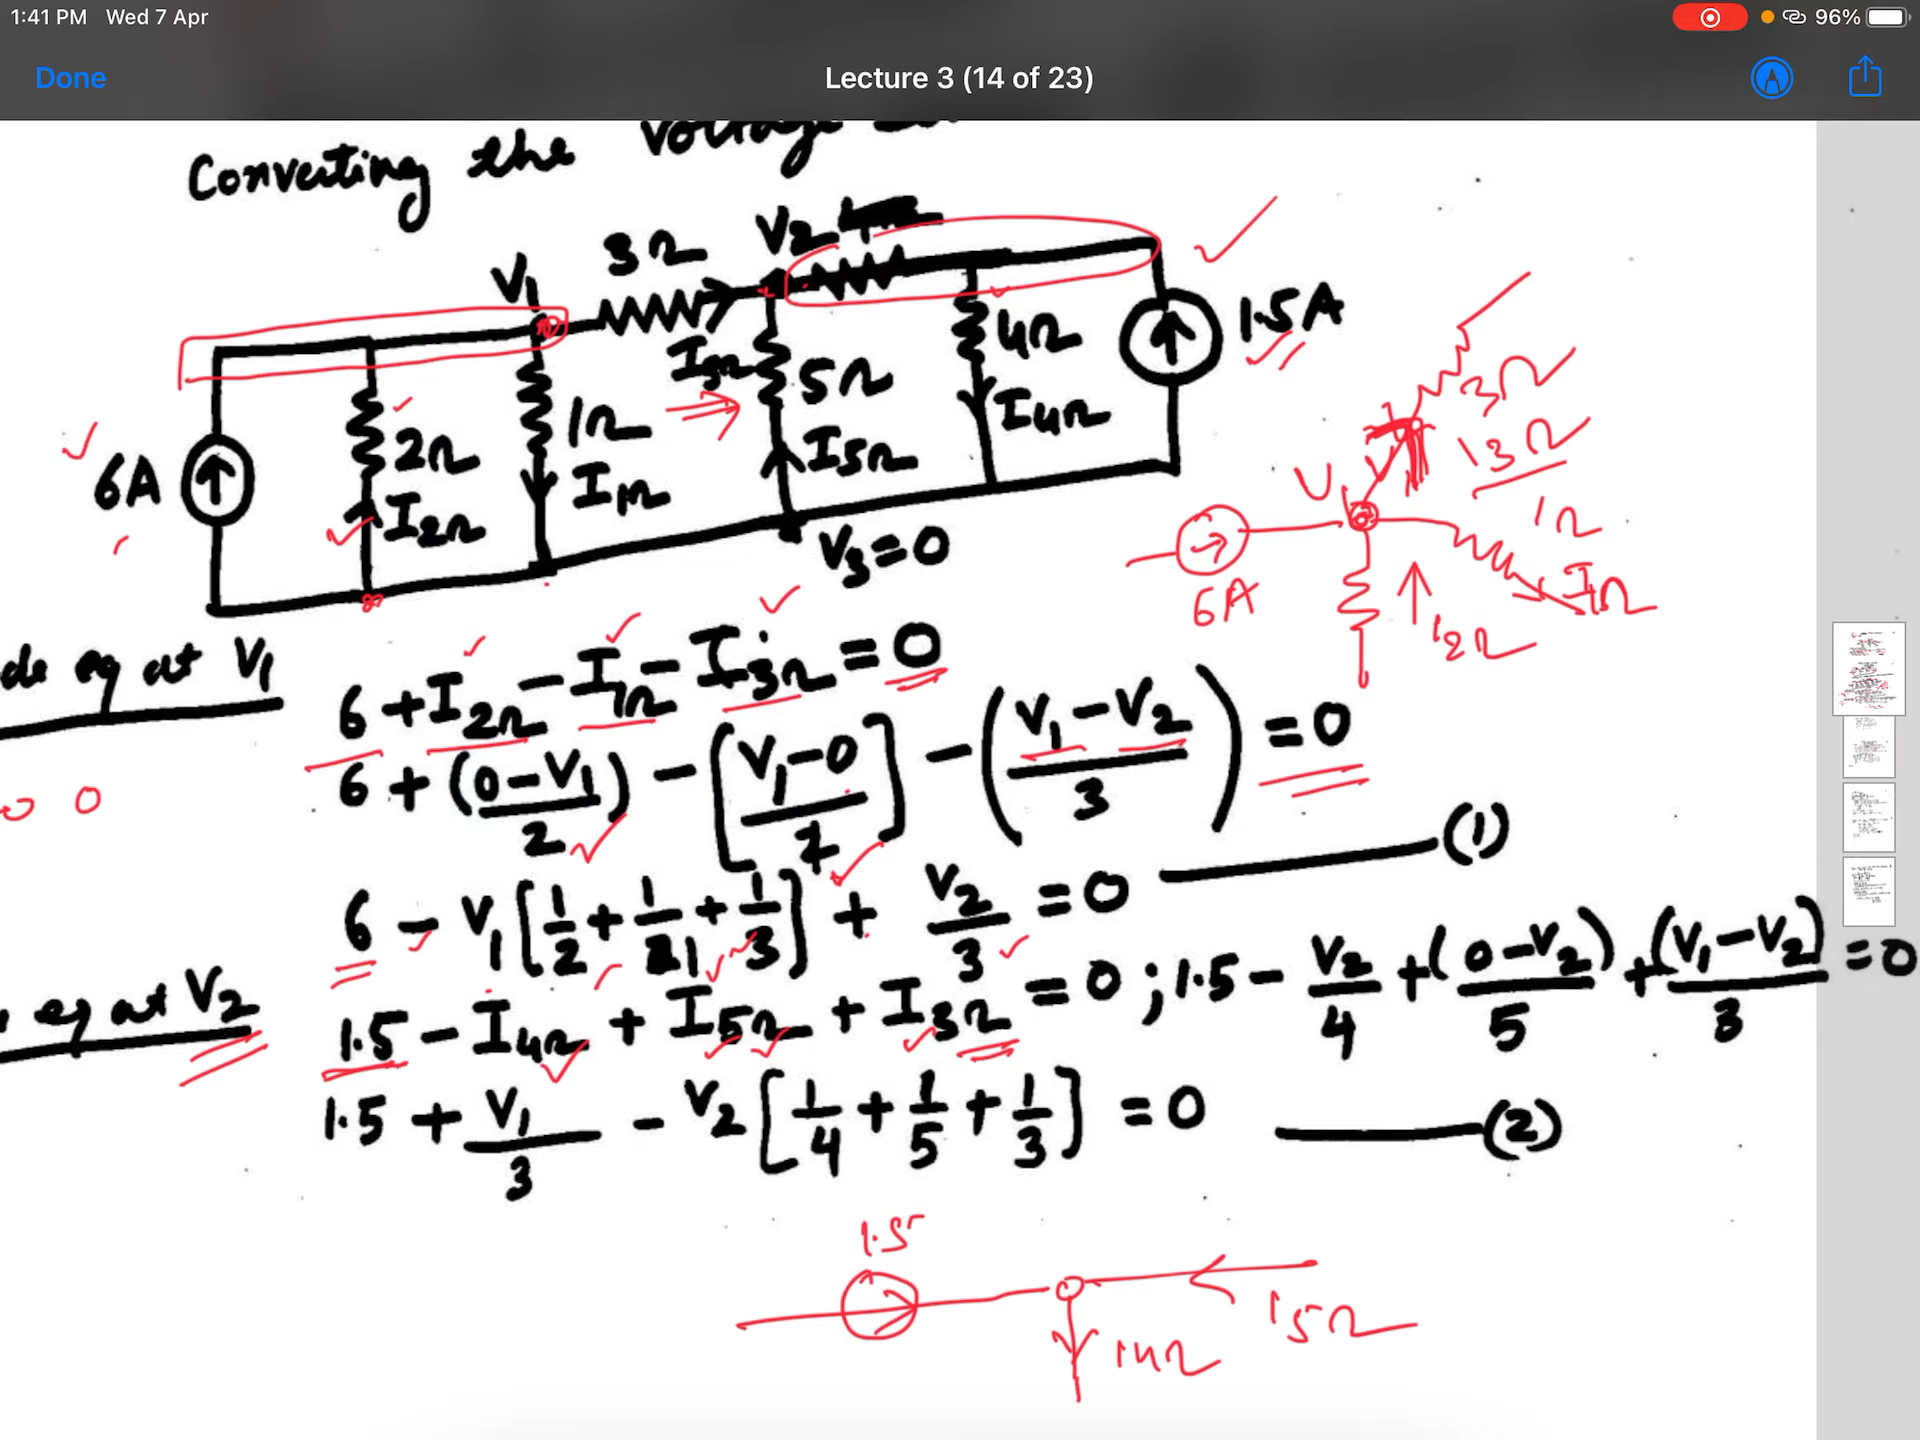 1:41 PM Wed 7 Apr
96%
Done
Lecture 3 (14 of 23)
Converting the voltage
V1 3Ω V2
6A 2Ω I2Ω 1Ω I1Ω I3Ω 5Ω I5Ω 4Ω I4Ω 1.5A
V3=0
V1 I3Ω
6A 1Ω I1Ω
I2Ω
de eq at V1
6 + I2Ω - I1Ω - I3Ω = 0
6 + (0-V1)/2 - [V1-0/1] - (V1-V2/3) = 0
0
6 - V1[1/2 + 1/1 + 1/3] + V2/3 = 0 (1)
eq at V2
1.5 - I4Ω + I5Ω + I3Ω = 0; 1.5 - V2/4 + (0-V2)/5 + (V1-V2)/3 = 0
1.5 + V1/3 - V2[1/4 + 1/5 + 1/3] = 0 (2)
1.5
I5Ω
I4Ω